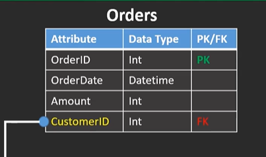 Orders
Attribute Data Type PK/FK
OrderID Int PK
OrderDate Datetime
Amount Int
CustomerID Int FK